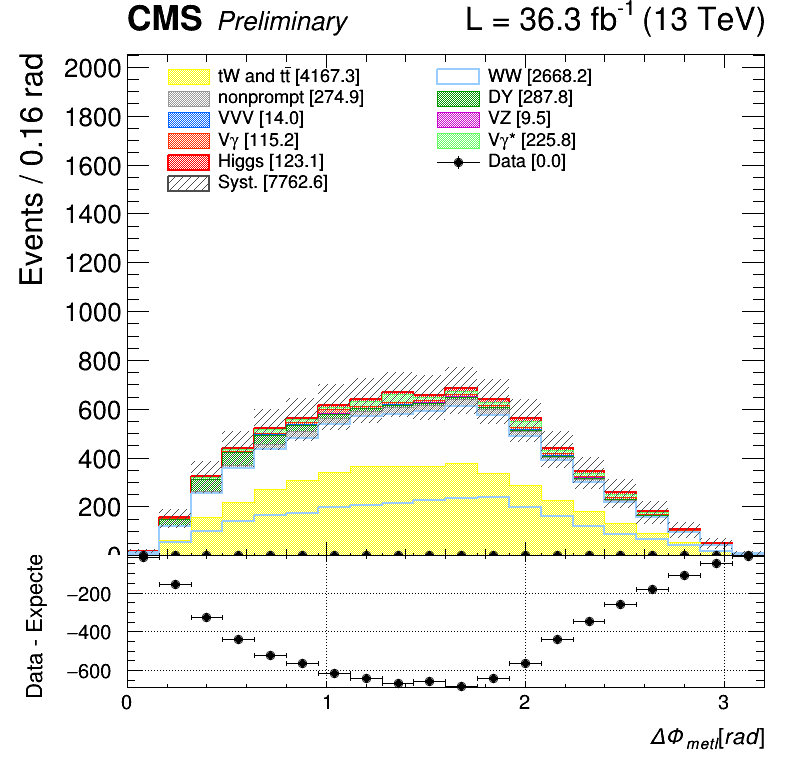 CMS Preliminary L = 36.3 fb⁻¹ (13 TeV)
Events / 0.16 rad
2000
1800
1600
1400
1200
1000
800
600
400
200
0
tW and tt̄ [4167.3] WW [2668.2]
nonprompt [274.9] DY [287.8]
VVV [14.0] VZ [9.5]
Vγ [115.2] Vγ* [225.8]
Higgs [123.1] Data [0.0]
Syst. [7762.6]
Data - Expecte
−200
−400
−600
0 1 2 3
ΔΦ metl[rad]